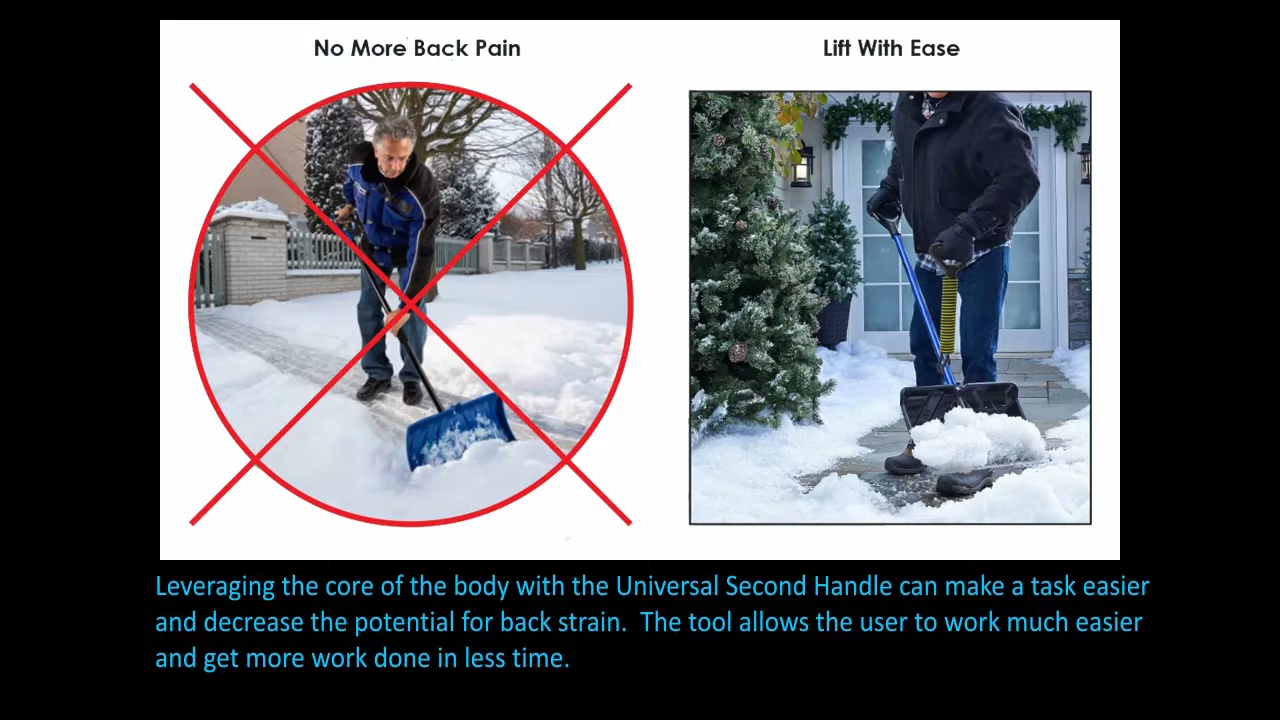 No More Back Pain
Lift With Ease
Leveraging the core of the body with the Universal Second Handle can make a task easier
and decrease the potential for back strain.  The tool allows the user to work much easier
and get more work done in less time.